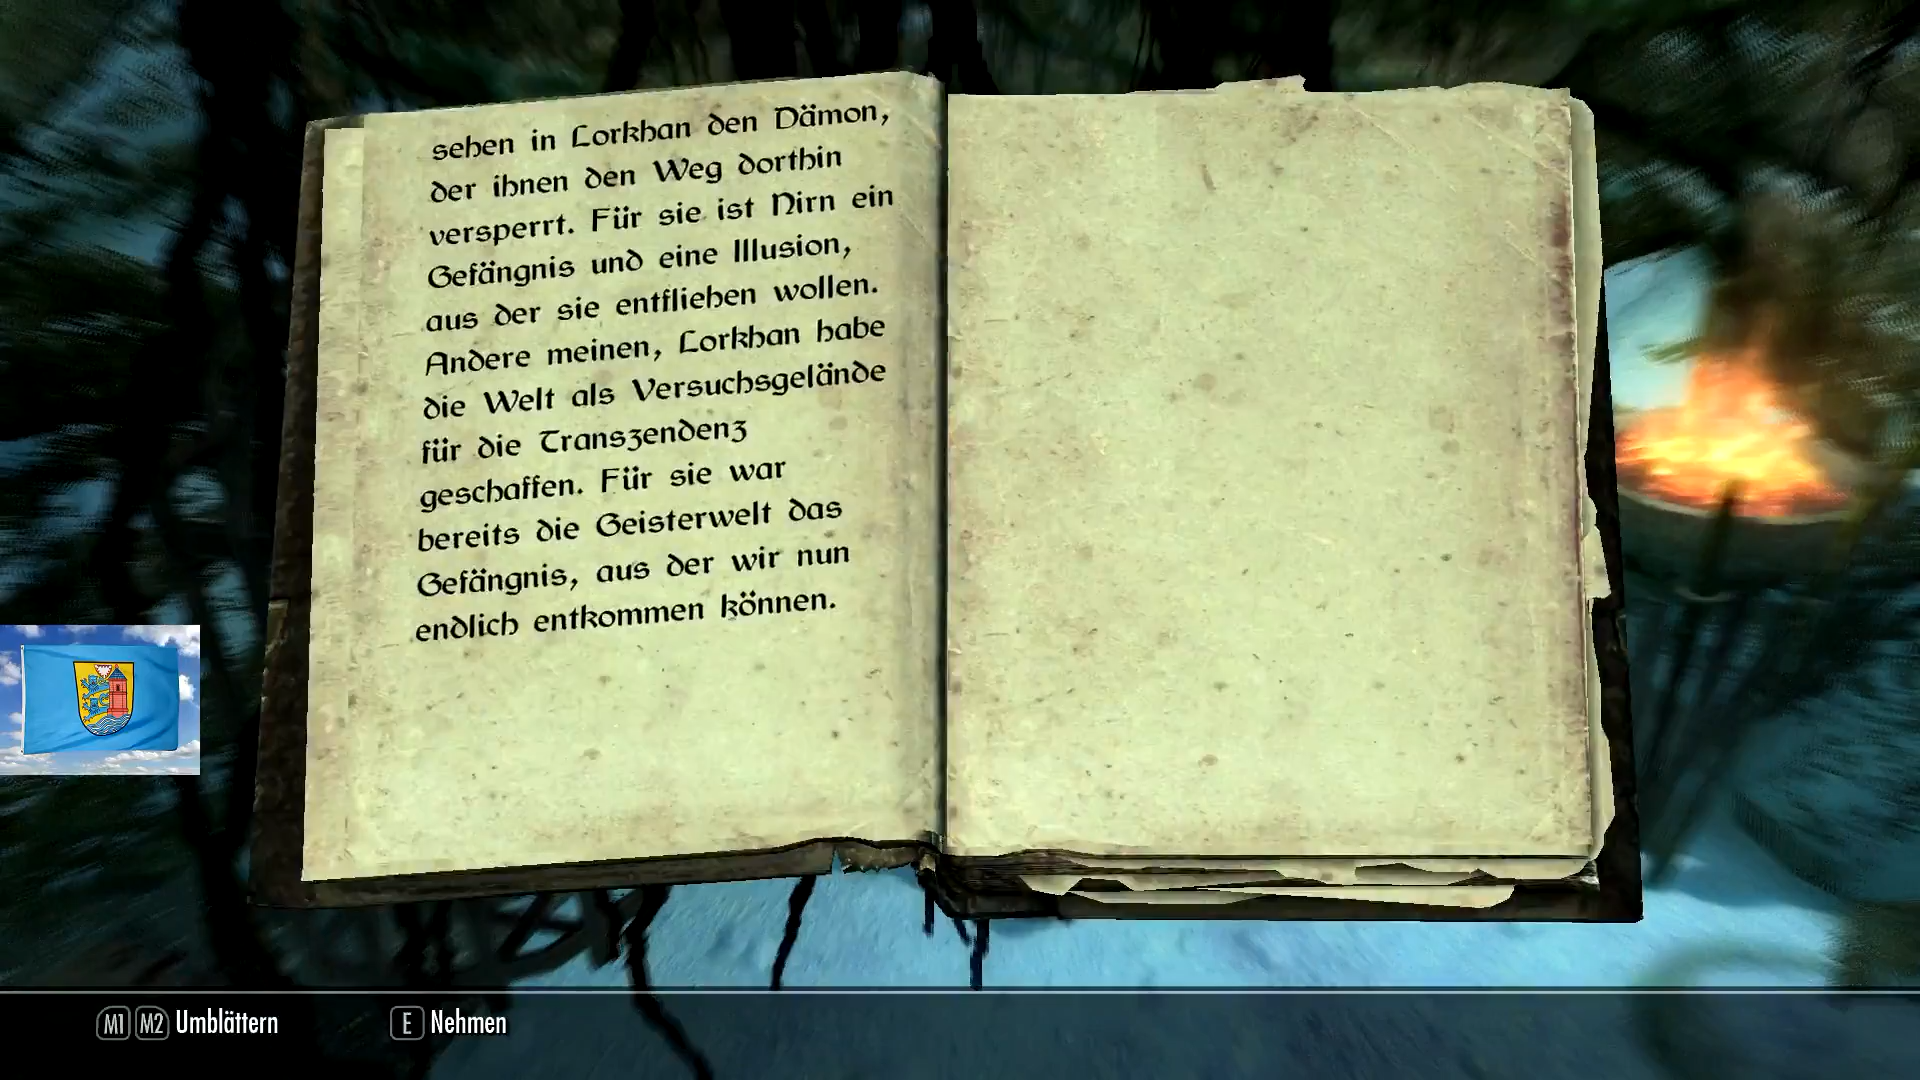 sehen in Lorkhan den Dämon,
der ihnen den Weg dorthin
versperrt. Für sie ist Nirn ein
Gefängnis und eine Illusion,
aus der sie entfliehen wollen.
Andere meinen, Lorkhan habe
die Welt als Versuchsgelände
für die Transzendenz
geschaffen. Für sie war
bereits die Geisterwelt das
Gefängnis, aus der wir nun
endlich entkommen können.
M1 M2 Umblättern
E Nehmen